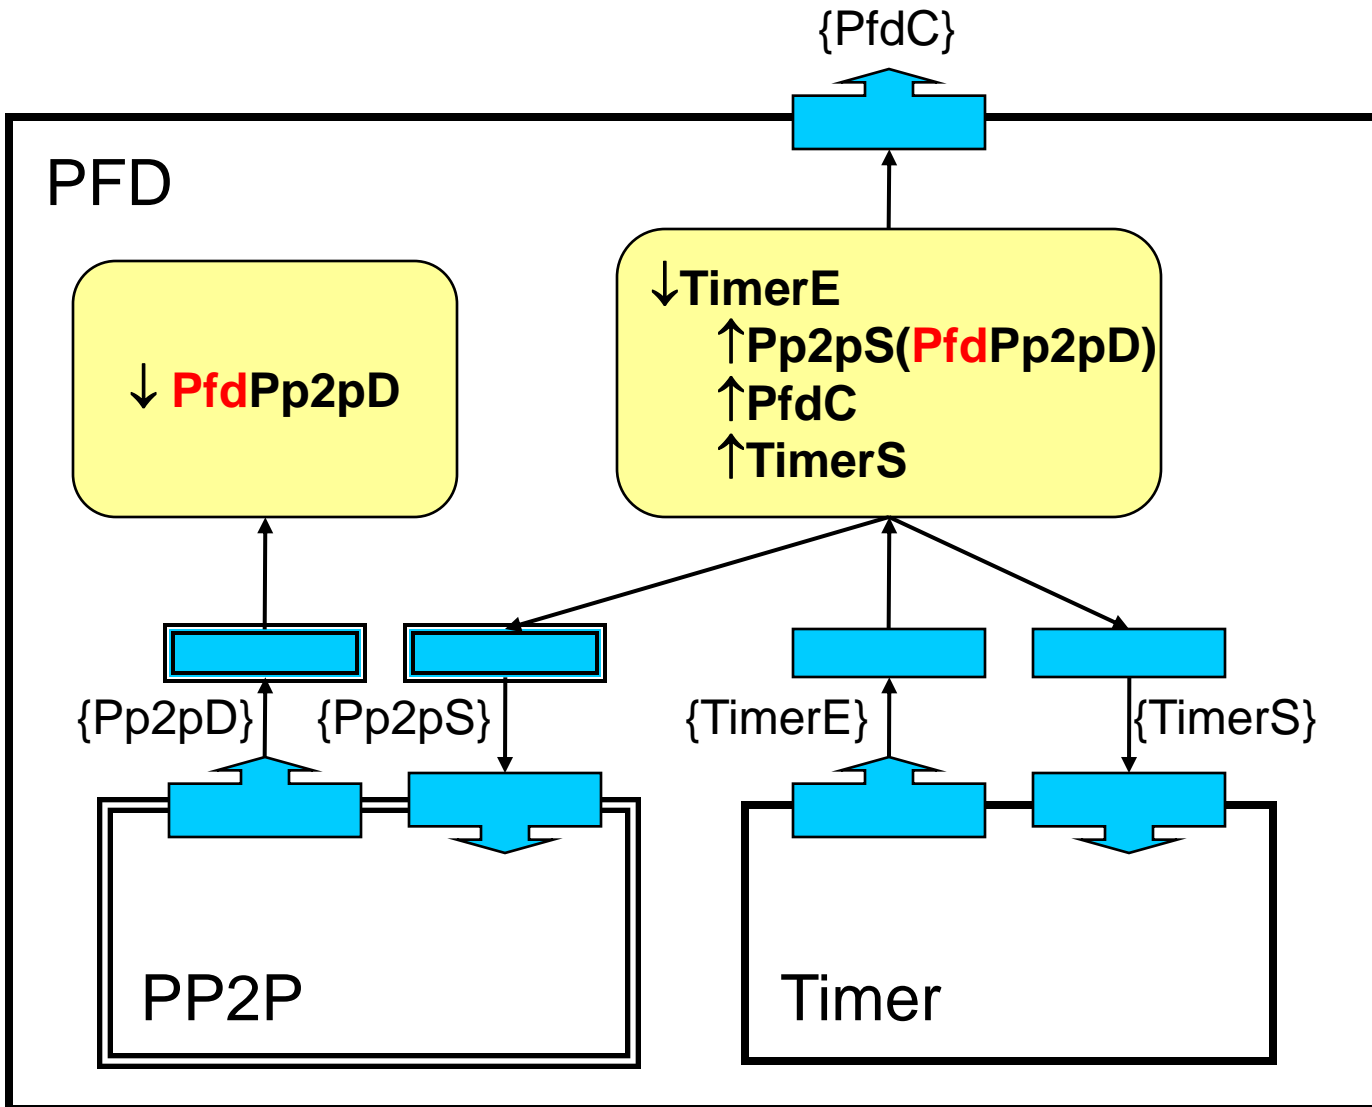 {PfdC}
PFD
↓ PfdPp2pD
↓TimerE
↑Pp2pS(PfdPp2pD)
↑PfdC
↑TimerS
{Pp2pD}
{Pp2pS}
{TimerE}
{TimerS}
PP2P
Timer